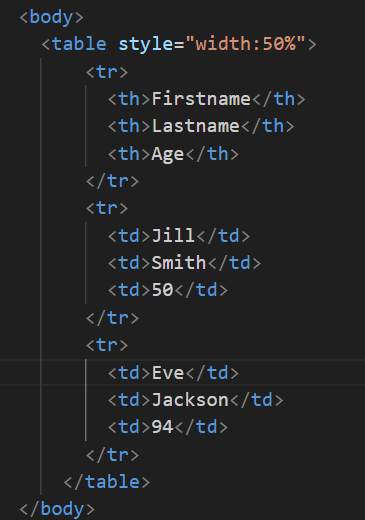 <body>
<table style="width:50%">
<tr>
<th>Firstname</th>
<th>Lastname</th>
<th>Age</th>
</tr>
<tr>
<td>Jill</td>
<td>Smith</td>
<td>50</td>
</tr>
<tr>
<td>Eve</td>
<td>Jackson</td>
<td>94</td>
</tr>
</table>
</body>